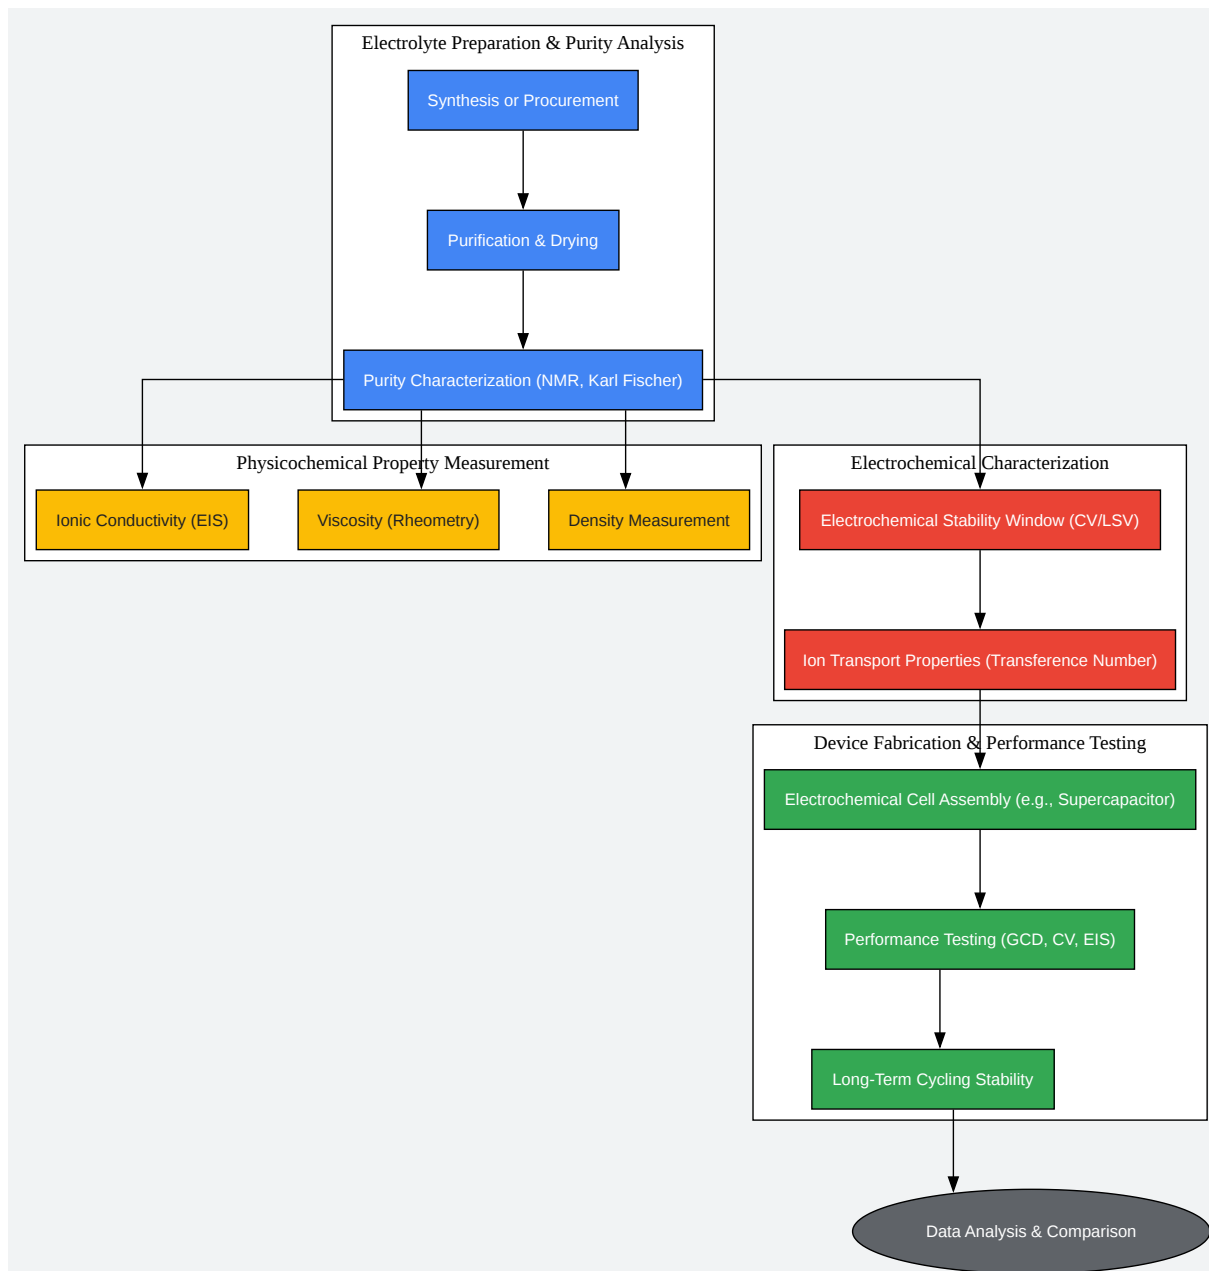 Electrolyte Preparation & Purity Analysis
Synthesis or Procurement
Purification & Drying
Purity Characterization (NMR, Karl Fischer)
Physicochemical Property Measurement
Ionic Conductivity (EIS)
Viscosity (Rheometry)
Density Measurement
Electrochemical Characterization
Electrochemical Stability Window (CV/LSV)
Ion Transport Properties (Transference Number)
Device Fabrication & Performance Testing
Electrochemical Cell Assembly (e.g., Supercapacitor)
Performance Testing (GCD, CV, EIS)
Long-Term Cycling Stability
Data Analysis & Comparison